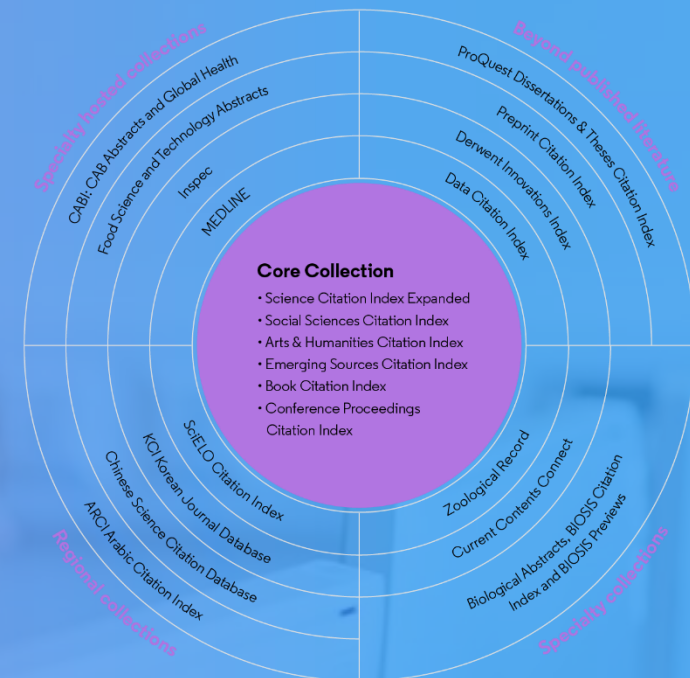 Specialty hosted collections
CABI: CAB Abstracts and Global Health
Food Science and Technology Abstracts
Inspec
MEDLINE
Beyond published literature
ProQuest Dissertations & Theses Citation Index
Preprint Citation Index
Derwent Innovations Index
Data Citation Index
Core Collection
• Science Citation Index Expanded
• Social Sciences Citation Index
• Arts & Humanities Citation Index
• Emerging Sources Citation Index
• Book Citation Index
• Conference Proceedings
Citation Index
SciELO Citation Index
KCI Korean Journal Database
Chinese Science Citation Database
ARCI Arabic Citation Index
Regional collections
Zoological Record
Current Contents Connect
Biological Abstracts, BIOSIS Citation
Index and BIOSIS Previews
Specialty collections